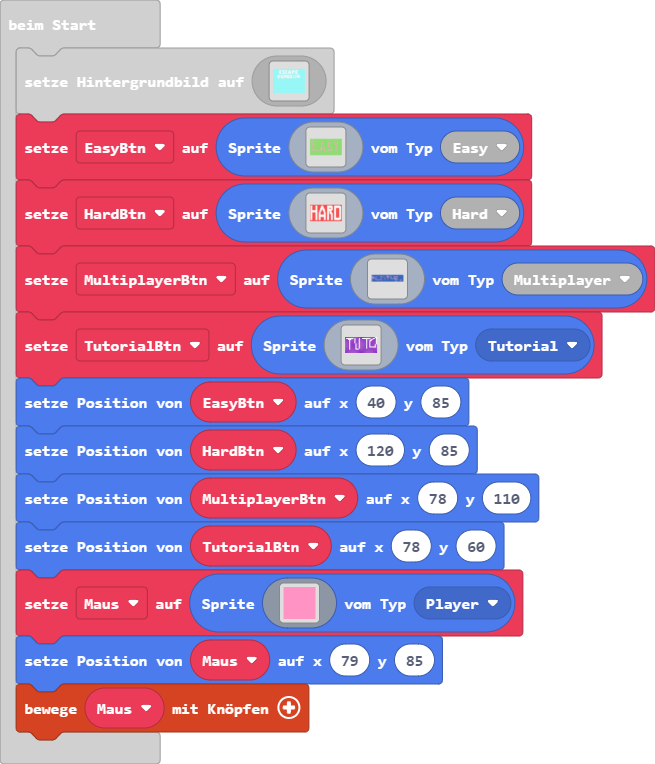 beim Start
setze Hintergrundbild auf
setze EasyBtn auf Sprite vom Typ Easy
setze HardBtn auf Sprite HARD vom Typ Hard
setze MultiplayerBtn auf Sprite vom Typ Multiplayer
setze TutorialBtn auf Sprite TUTO vom Typ Tutorial
setze Position von EasyBtn auf x 40 y 85
setze Position von HardBtn auf x 120 y 85
setze Position von MultiplayerBtn auf x 78 y 110
setze Position von TutorialBtn auf x 78 y 60
setze Maus auf Sprite vom Typ Player
setze Position von Maus auf x 79 y 85
bewege Maus mit Knöpfen